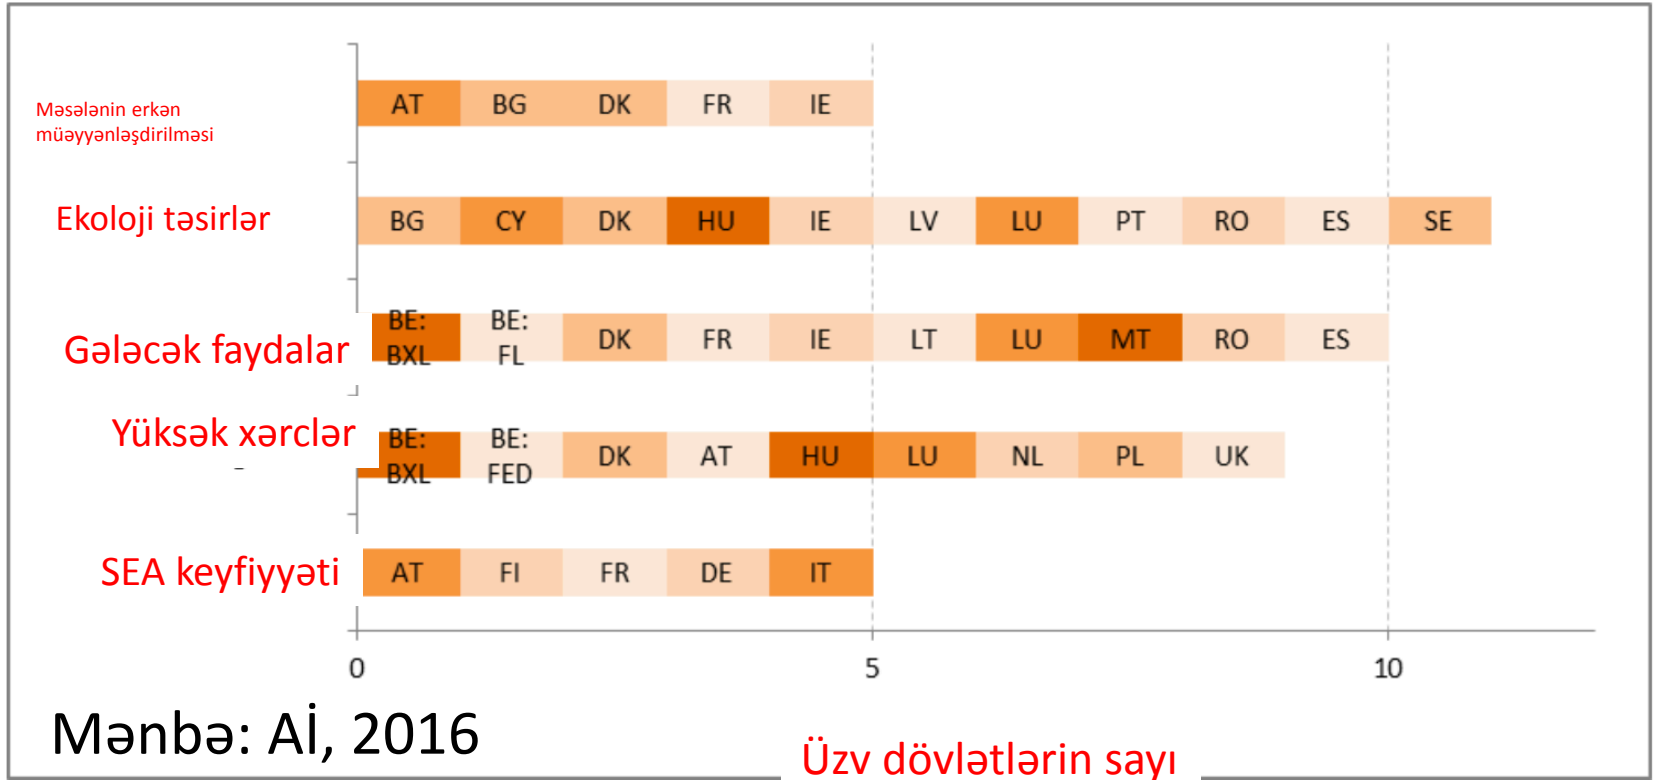 Məsələnin erkən
müəyyənləşdirilməsi
AT BG DK FR IE
Ekoloji təsirlər
BG CY DK HU IE LV LU PT RO ES SE
Gələcək faydalar
BE: BXL BE: FL DK FR IE LT LU MT RO ES
Yüksək xərclər
BE: BXL BE: FED DK AT HU LU NL PL UK
SEA keyfiyyəti
AT FI FR DE IT
0 5 10
Mənbə: Aİ, 2016
Üzv dövlətlərin sayı